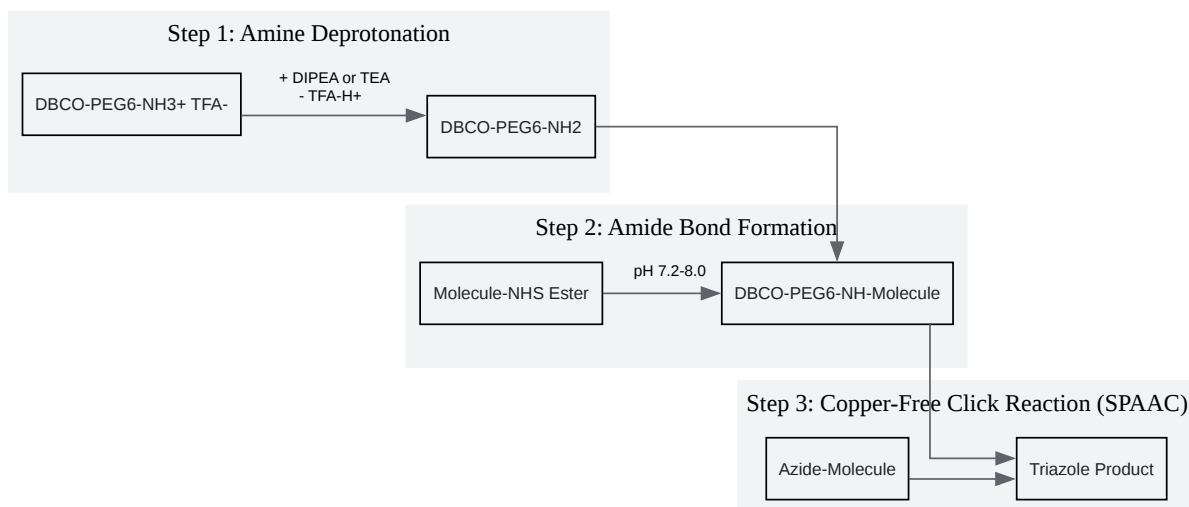 Step 1: Amine Deprotonation
DBCO-PEG6-NH3+ TFA-
+ DIPEA or TEA
- TFA-H+
DBCO-PEG6-NH2
Step 2: Amide Bond Formation
Molecule-NHS Ester
pH 7.2-8.0
DBCO-PEG6-NH-Molecule
Step 3: Copper-Free Click Reaction (SPAAC)
Azide-Molecule
Triazole Product